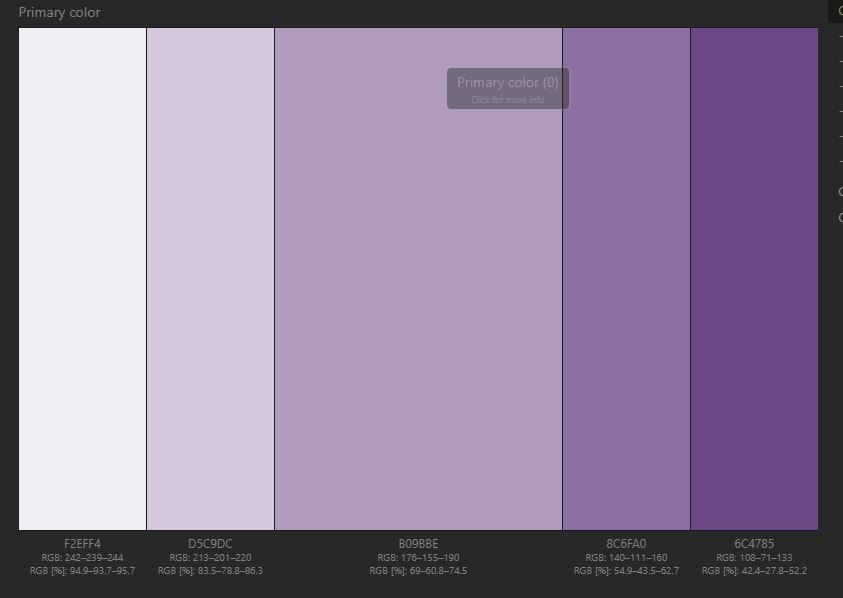 Primary color
Primary color (0)
Click for more info
F2EFF4
RGB: 242–239–244
RGB [%]: 94.9–93.7–95.7
D5C9DC
RGB: 213–201–220
RGB [%]: 83.5–78.8–86.3
B09BBE
RGB: 176–155–190
RGB [%]: 69–60.8–74.5
8C6FA0
RGB: 140–111–160
RGB [%]: 54.9–43.5–62.7
6C4785
RGB: 108–71–133
RGB [%]: 42.4–27.8–52.2